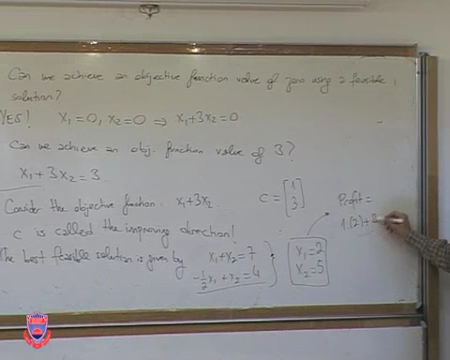 Can we achieve an objective function value of zero using a feasible
solution?
YES! x₁=0, x₂=0 ⇒ x₁+3x₂=0
Can we achieve an obj. function value of 3?
x₁+3x₂=3
Consider the objective function x₁+3x₂ c = [1 3]
c is called the improving direction!
The best feasible solution is given by x₁+x₂=7
-½x₁+x₂=4
x₁=2
x₂=5
Profit=
1.(2)+